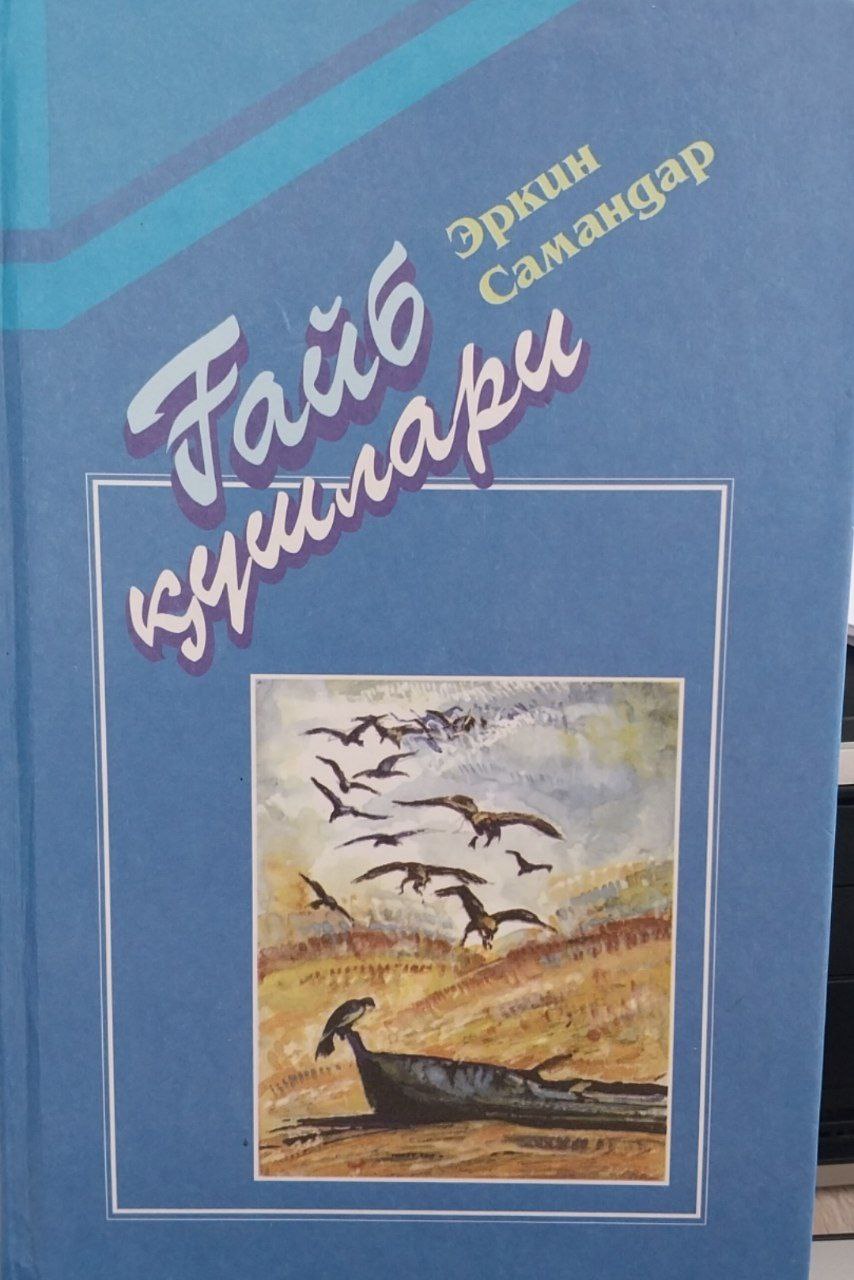 Эркин
Самандар
Ғайб
қушлари